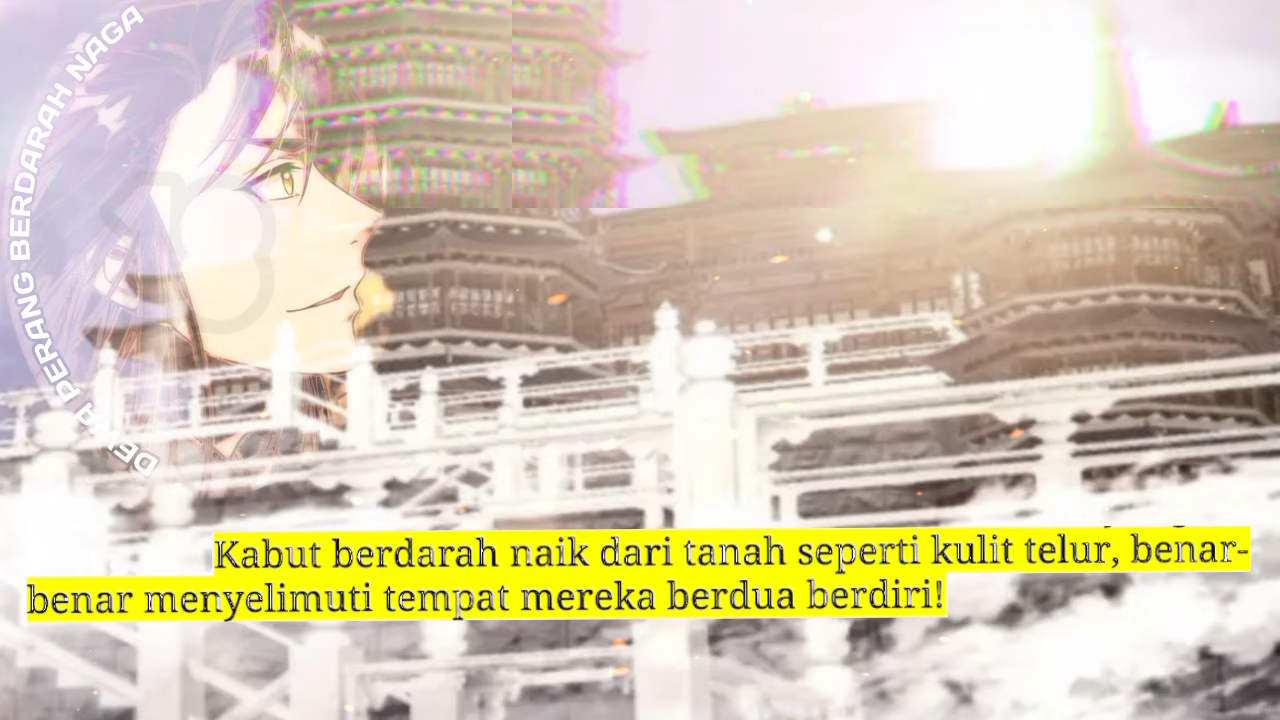 DEWA PERANG BERDARAH NAGA
Kabut berdarah naik dari tanah seperti kulit telur, benar-
benar menyelimuti tempat mereka berdua berdiri!